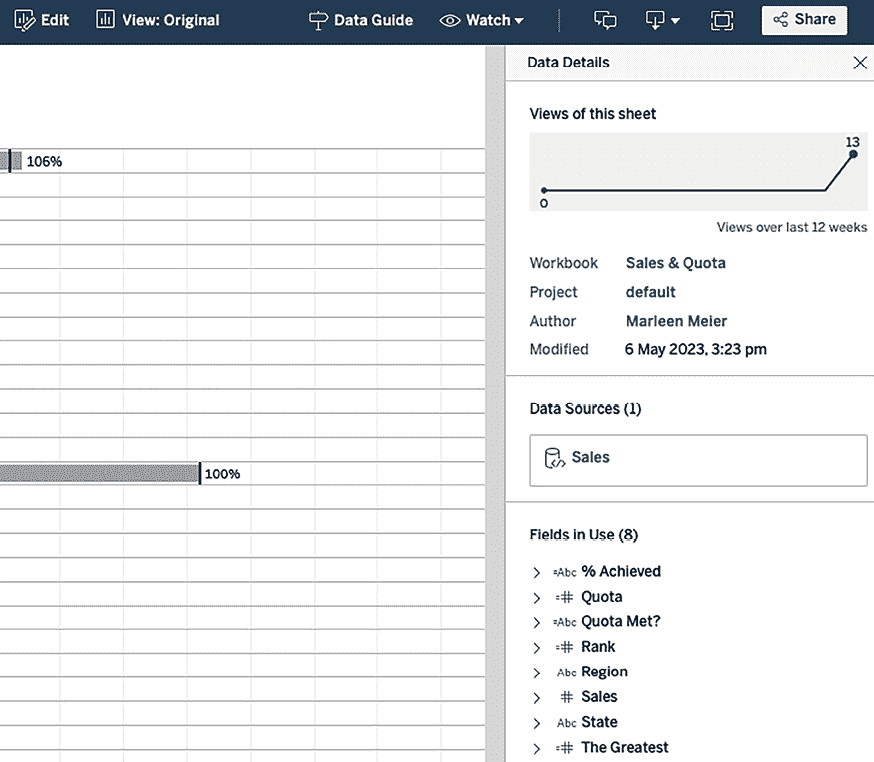 Edit View: Original Data Guide Watch Share
Data Details
Views of this sheet
13
0
Views over last 12 weeks
Workbook Sales & Quota
Project default
Author Marleen Meier
Modified 6 May 2023, 3:23 pm
Data Sources (1)
Sales
Fields in Use (8)
=Abc % Achieved
=# Quota
=Abc Quota Met?
=# Rank
Abc Region
# Sales
Abc State
=# The Greatest
106%
100%